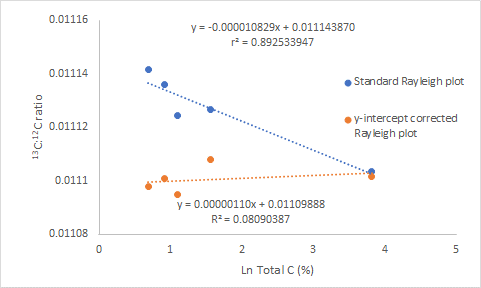 y = -0.000010829x + 0.011143870
r² = 0.892533947
0.01116
0.01114
0.01112
0.0111
0.01108
¹³C:¹²C ratio
Standard Rayleigh plot
y-intercept corrected
Rayleigh plot
y = 0.00000110x + 0.01109888
R² = 0.08090387
0 1 2 3 4 5
Ln Total C (%)